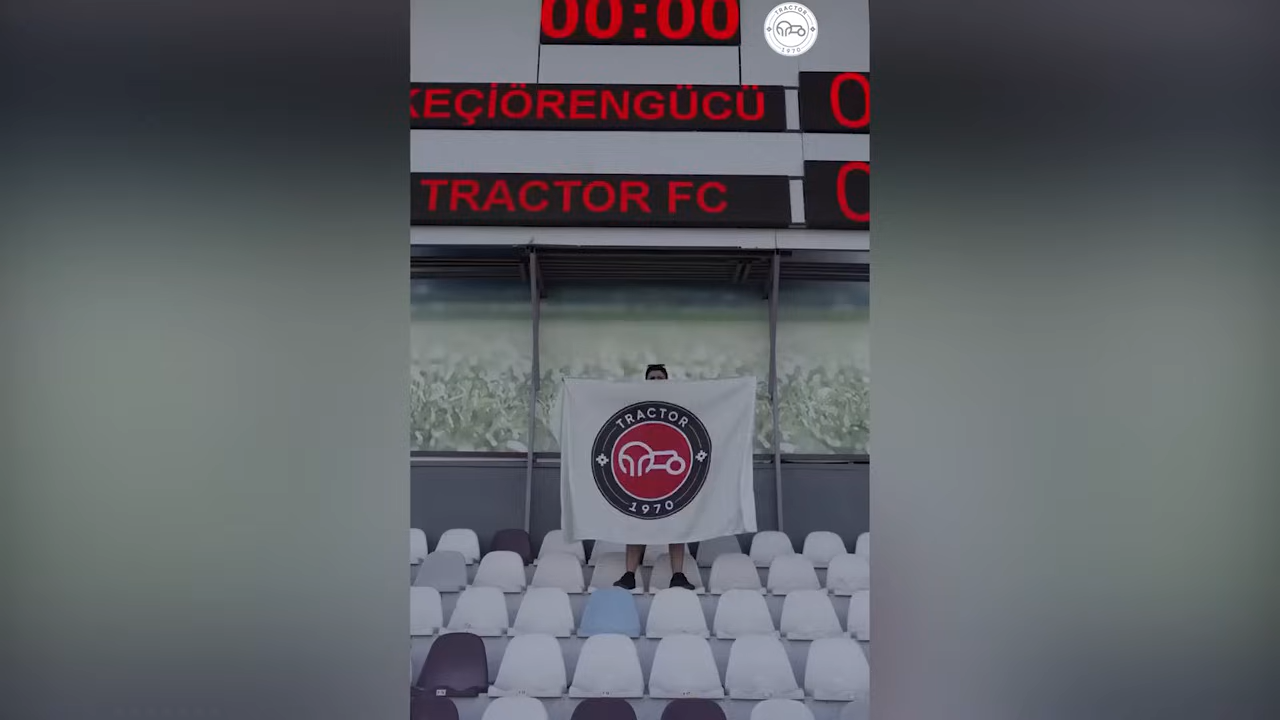 00:00
TRACTOR
1970
KEÇİÖRENGÜCÜ
0
TRACTOR FC
0
TRACTOR
1970